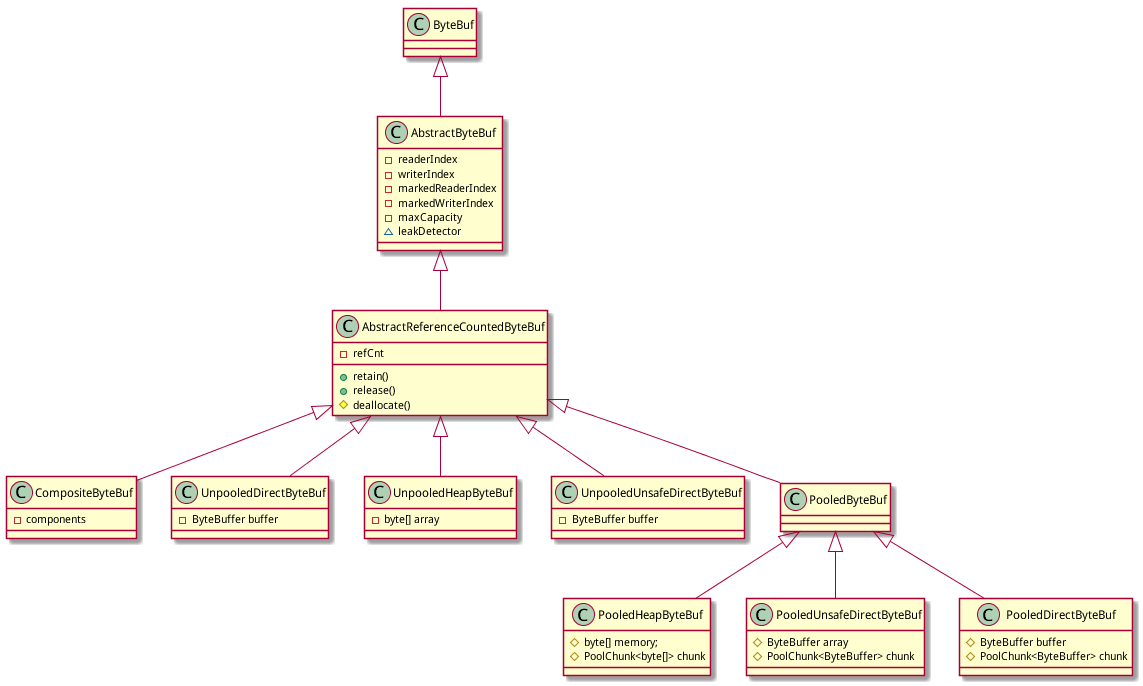 C ByteBuf
C AbstractByteBuf
readerIndex
writerIndex
markedReaderIndex
markedWriterIndex
maxCapacity
leakDetector
C AbstractReferenceCountedByteBuf
refCnt
retain()
release()
deallocate()
C CompositeByteBuf
components
C UnpooledDirectByteBuf
ByteBuffer buffer
C UnpooledHeapByteBuf
byte[] array
C UnpooledUnsafeDirectByteBuf
ByteBuffer buffer
C PooledByteBuf
C PooledHeapByteBuf
byte[] memory;
PoolChunk<byte[]> chunk
C PooledUnsafeDirectByteBuf
ByteBuffer array
PoolChunk<ByteBuffer> chunk
C PooledDirectByteBuf
ByteBuffer buffer
PoolChunk<ByteBuffer> chunk